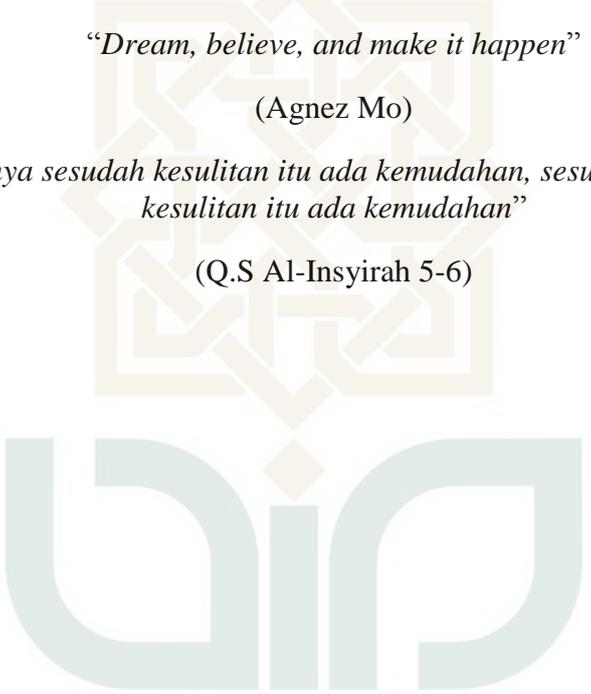 “Dream, believe, and make it happen”
(Agnez Mo)
sesudah kesulitan itu ada kemudahan,
kesulitan itu ada kemudahan”
(Q.S Al-Insyirah 5-6)